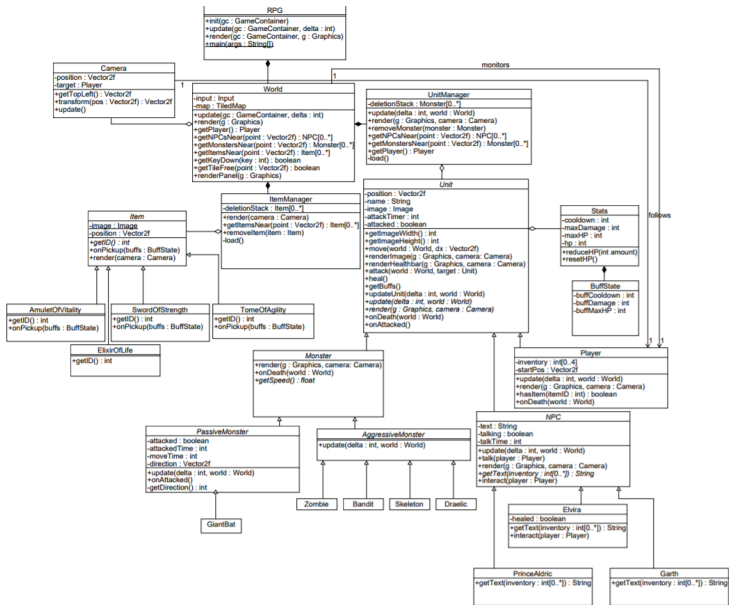 RPG
+init(gc : GameContainer)
+update(gc : GameContainer, delta : int)
+render(gc : GameContainer, g : Graphics)
+main(args : String[])
monitors
Camera
-position : Vector2f
-target : Player
+getTopLeft() : Vector2f
+transform(pos : Vector2f) : Vector2f
+update()
1
1
World
-input : Input
-map : TiledMap
+update(gc : GameContainer, delta : int)
+render(g : Graphics)
+getPlayer() : Player
+getNPCsNear(point : Vector2f) : NPC[0..*]
+getMonstersNear(point : Vector2f) : Monster[0..*]
+getItemsNear(point : Vector2f) : Item[0..*]
+getKeyDown(key : int) : boolean
+getTileFree(point : Vector2f) : boolean
+renderPanel(g : Graphics)
UnitManager
-deletionStack : Monster[0..*]
+update(delta : int, world : World)
+render(g : Graphics, camera : Camera)
+removeMonster(monster : Monster)
+getNPCsNear(point : Vector2f) : NPC[0..*]
+getMonstersNear(point : Vector2f) : Monster[0..*]
+getPlayer() : Player
-load()
ItemManager
-deletionStack : Item[0..*]
+render(camera : Camera)
+getItemsNear(point : Vector2f) : Item[0..*]
+removeItem(item : Item)
-load()
Item
-image : Image
-position : Vector2f
+getID() : int
+onPickup(buffs : BuffState)
+render(camera : Camera)
Unit
-position : Vector2f
-name : String
-image : Image
-attackTimer : int
-attacked : boolean
+getImageWidth() : int
+getImageHeight() : int
+move(world : World, dx : Vector2f)
+renderImage(g : Graphics, camera: Camera)
+renderHealthbar(g : Graphics, camera : Camera)
+attack(world : World, target : Unit)
+heal()
+getBuffs()
+updateUnit(delta : int, world : World)
+update(delta : int, world : World)
+render(g : Graphics, camera : Camera)
+onDeath(world : World)
+onAttacked()
Stats
-cooldown : int
-maxDamage : int
-maxHP : int
-hp : int
+reduceHP(int amount)
+resetHP()
follows
BuffState
-buffCooldown : int
-buffDamage : int
-buffMaxHP : int
AmuletOfVitality
+getID() : int
+onPickup(buffs : BuffState)
SwordOfStrength
+getID() : int
+onPickup(buffs : BuffState)
TomeOfAgility
+getID() : int
+onPickup(buffs : BuffState)
ElixirOfLife
+getID() : int
1
1
Player
-inventory : int[0..4]
-startPos : Vector2f
+update(delta : int, world : World)
+render(g : Graphics, camera : Camera)
+hasItem(itemID : int) : boolean
+onDeath(world : World)
Monster
+render(g : Graphics, camera: Camera)
+onDeath(world : World)
+getSpeed() : float
NPC
-text : String
-talking : boolean
-talkTime : int
+update(delta : int, world : World)
+talk(player : Player)
+render(g : Graphics, camera : Camera)
+getText(inventory : int[0..*]) : String
+interact(player : Player)
PassiveMonster
-attacked : boolean
-attackedTime : int
-moveTime : int
-direction : Vector2f
+update(delta : int, world : World)
+onAttacked()
-getDirection() : int
AggressiveMonster
+update(delta : int, world : World)
Zombie
Bandit
Skeleton
Draelic
GiantBat
Elvira
-healed : boolean
+getText(inventory : int[0..*]) : String
+interact(player : Player)
PrinceAldric
+getText(inventory : int[0..*]) : String
Garth
+getText(inventory : int[0..*]) : String